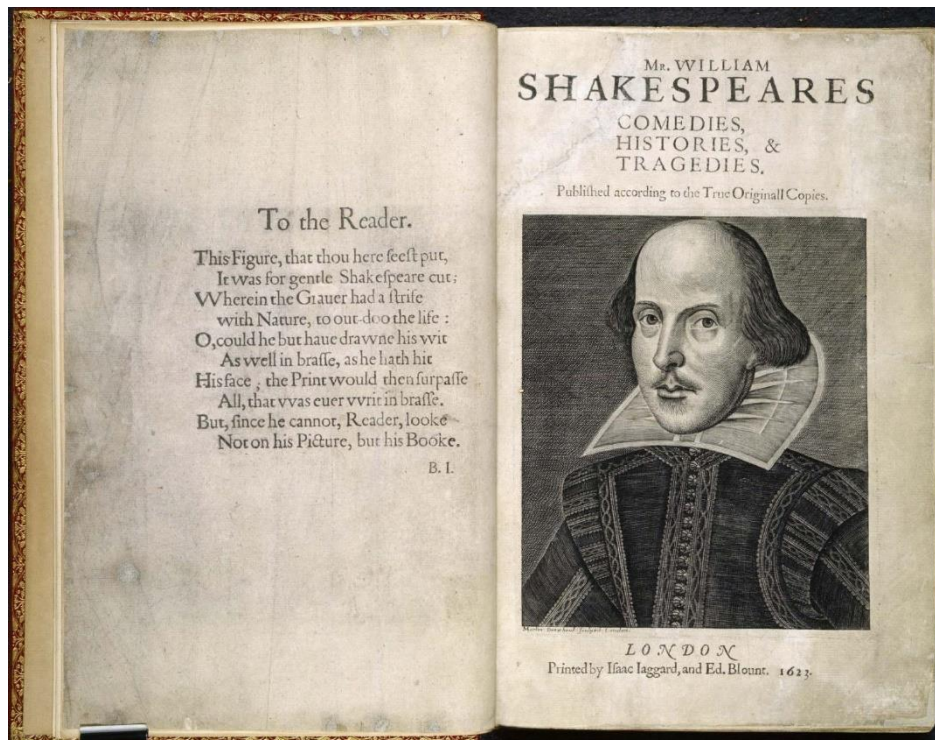 To the Reader.
This Figure, that thou here ſeeſt put,
It was for gentle Shakeſpeare cut;
Wherein the Grauer had a ſtrife
with Nature, to out-doo the life :
O, could he but haue drawne his wit
As well in braſſe, as he hath hit
His face ; the Print would then ſurpaſſe
All, that vvas euer vvrit in braſſe.
But, ſince he cannot, Reader, looke
Not on his Picture, but his Booke.
B. I.
Mr. WILLIAM
SHAKESPEARES
COMEDIES,
HISTORIES, &
TRAGEDIES.
Publiſhed according to the True Originall Copies.
Martin Droeshout ſculpſit London.
LONDON
Printed by Iſaac Iaggard, and Ed. Blount. 1623.